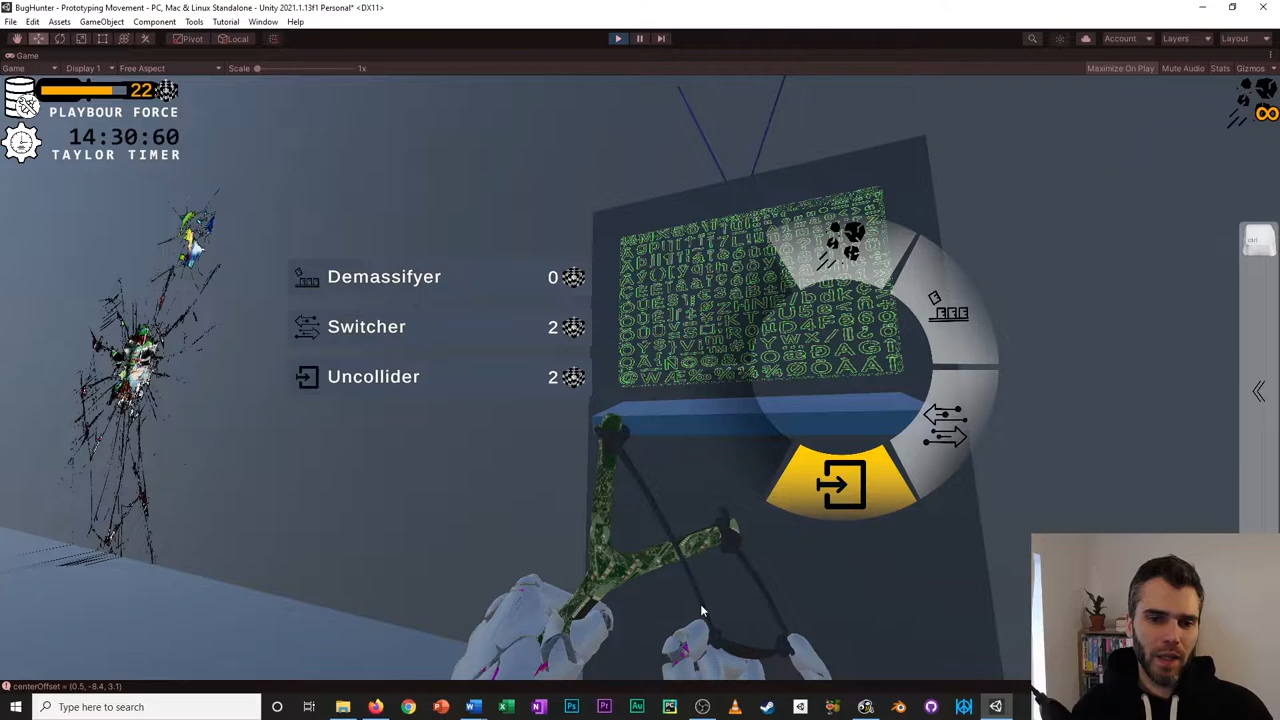 BugHunter - Prototyping Movement - PC, Mac & Linux Standalone - Unity 2021.1.13f1 Personal* <DX11>
File Edit Assets GameObject Component Tools Tutorial Window Help
Pivot Local Account Layers Layout
Game
Game Display 1 Free Aspect Scale 1x Maximize On Play Mute Audio Stats Gizmos
22
PLAYBOUR FORCE
14:30:60
TAYLOR TIMER
∞
ctrl
Demassifyer 0
Switcher 2
Uncollider 2
centerOffset = (0.5, -8.4, 3.1)
Type here to search